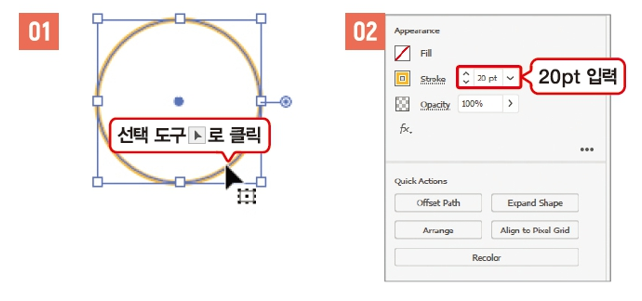 01
선택 도구 로 클릭
02
Appearance
Fill
Stroke 20 pt
20pt 입력
Opacity 100%
fx.
Quick Actions
Offset Path Expand Shape
Arrange Align to Pixel Grid
Recolor